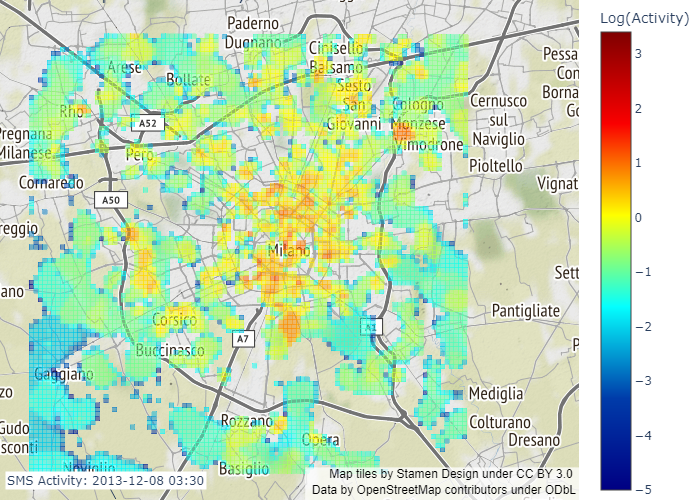 Log(Activity)
Paderno
Dugnano
Cinisello
Balsamo
Pessa
Con
Borna
Go
Arese
Bollate
Sesto
San
Giovanni
Cologno
Monzese
Cernusco
sul
Naviglio
Rho
A52
Vimodrone
Pregnana
Milanese
Pero
Pioltello
Cornaredo
Vignat
A50
reggio
Milano
Sett
ano
Pantigliate
Corsico
A1
A7
Buccinasco
P
Gaggiano
zo
Mediglia
Rozzano
Colturano
Gudo
sconti
Opera
Dresano
Basiglio
Noviglio
SMS Activity: 2013-12-08 03:30
Map tiles by Stamen Design under CC BY 3.0
Data by OpenStreetMap contributors under ODbL
3
2
1
0
−1
−2
−3
−4
−5